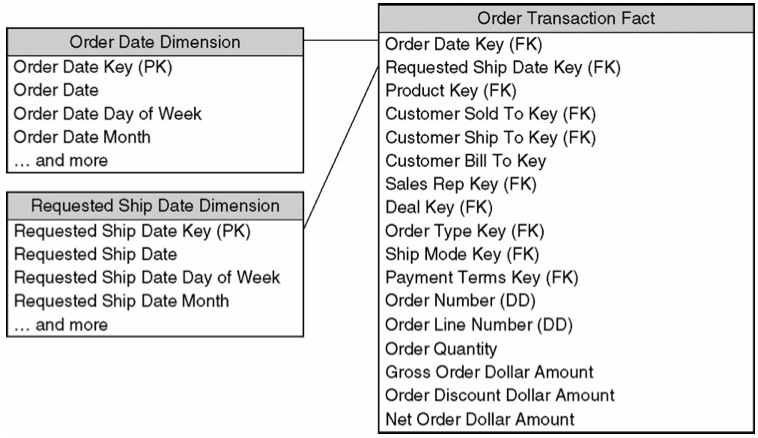 Order Date Dimension
Order Date Key (PK)
Order Date
Order Date Day of Week
Order Date Month
... and more
Requested Ship Date Dimension
Requested Ship Date Key (PK)
Requested Ship Date
Requested Ship Date Day of Week
Requested Ship Date Month
... and more
Order Transaction Fact
Order Date Key (FK)
Requested Ship Date Key (FK)
Product Key (FK)
Customer Sold To Key (FK)
Customer Ship To Key (FK)
Customer Bill To Key
Sales Rep Key (FK)
Deal Key (FK)
Order Type Key (FK)
Ship Mode Key (FK)
Payment Terms Key (FK)
Order Number (DD)
Order Line Number (DD)
Order Quantity
Gross Order Dollar Amount
Order Discount Dollar Amount
Net Order Dollar Amount